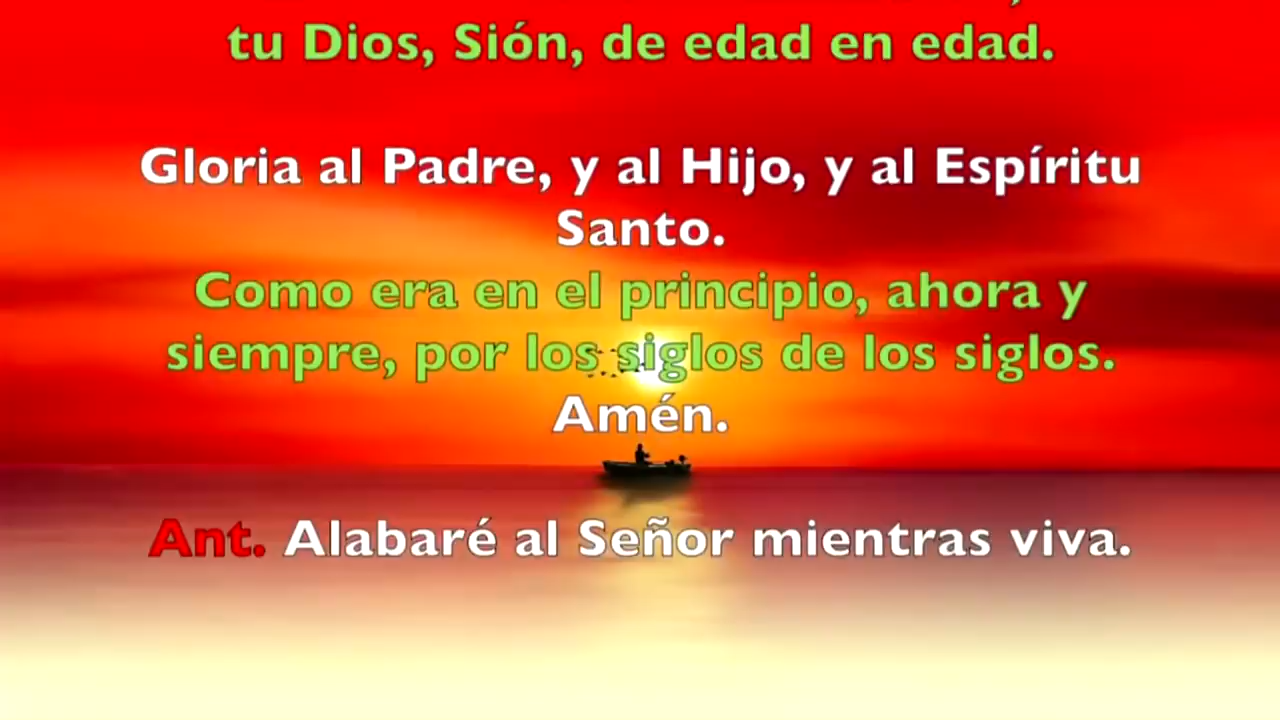 tu Dios, Sión, de edad en edad.
Gloria al Padre, y al Hijo, y al Espíritu
Santo.
Como era en el principio, ahora y
siempre, por los siglos de los siglos.
Amén.
Ant. Alabaré al Señor mientras viva.